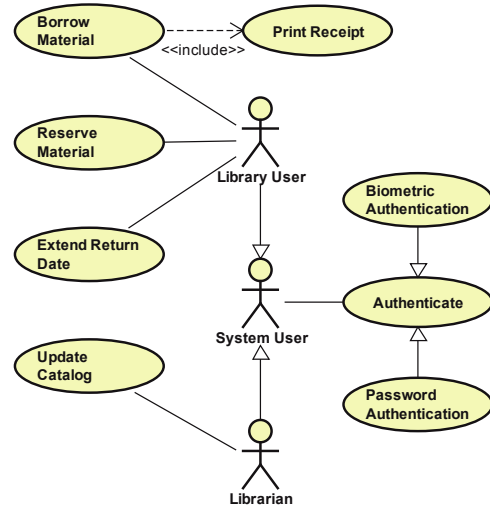 Borrow
Material
Print Receipt
<<include>>
Reserve
Material
Library User
Biometric
Authentication
Extend Return
Date
Authenticate
System User
Update
Catalog
Password
Authentication
Librarian